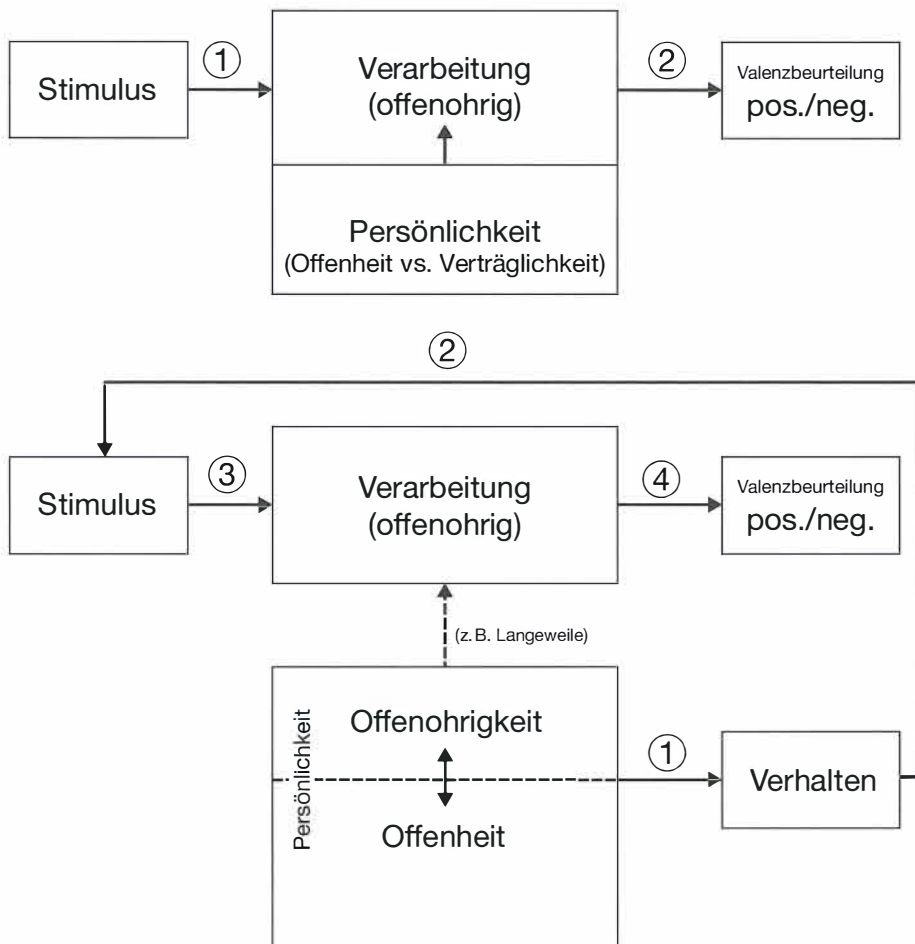 ①
②
Stimulus
Verarbeitung
(offenohrig)
Valenzbeurteilung
pos./neg.
Persönlichkeit
(Offenheit vs. Verträglichkeit)
②
③
④
Stimulus
Verarbeitung
(offenohrig)
Valenzbeurteilung
pos./neg.
(z. B. Langeweile)
Persönlichkeit
Offenohrigkeit
Offenheit
①
Verhalten